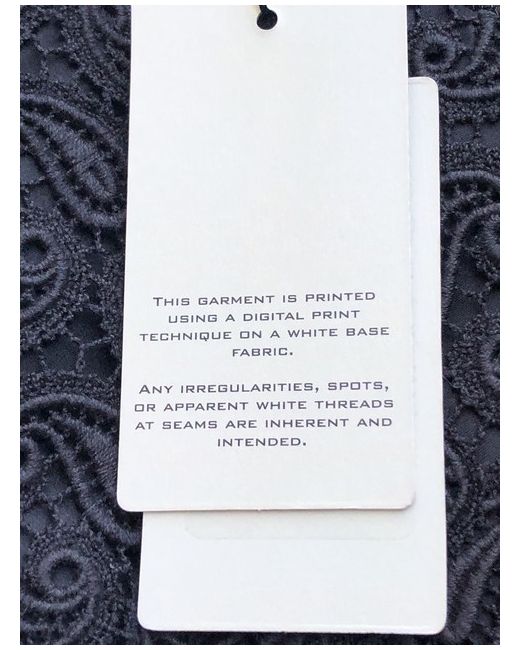 THIS GARMENT IS PRINTED
USING A DIGITAL PRINT
TECHNIQUE ON A WHITE BASE
FABRIC.
ANY IRREGULARITIES, SPOTS,
OR APPARENT WHITE THREADS
AT SEAMS ARE INHERENT AND
INTENDED.